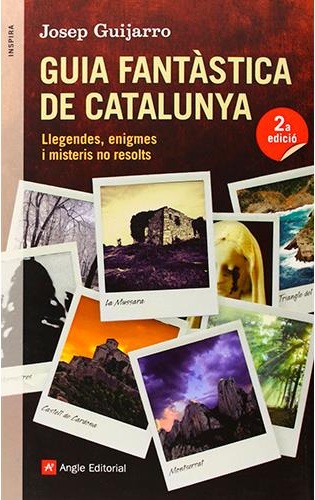 INSPIRA
Josep Guijarro
GUIA FANTÀSTICA
DE CATALUNYA
2a
edició
Llegendes, enigmes
i misteris no resolts
La Mussara
Triangle del
Castell de Cardona
Montserrat
Angle Editorial